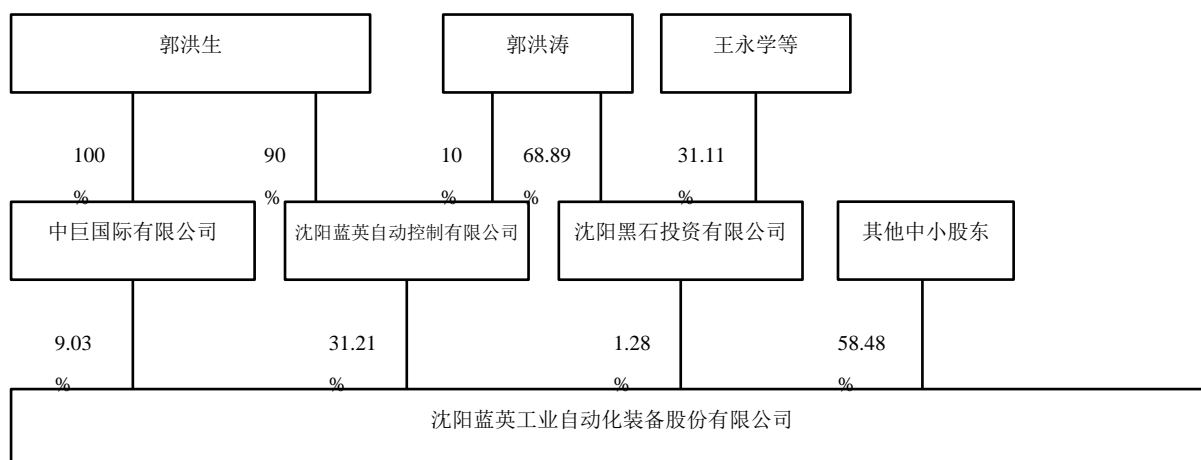 郭洪生
郭洪涛
王永学等
100
%
90
%
10
%
68.89
%
31.11
%
中巨国际有限公司
沈阳蓝英自动控制有限公司
沈阳黑石投资有限公司
其他中小股东
9.03
%
31.21
%
1.28
%
58.48
%
沈阳蓝英工业自动化装备股份有限公司